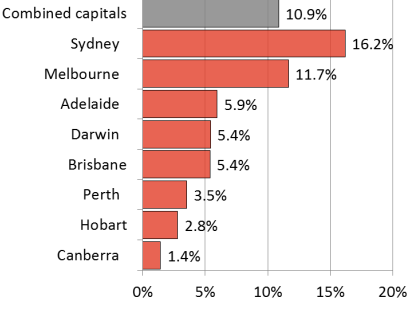 Combined capitals 10.9%
Sydney 16.2%
Melbourne 11.7%
Adelaide 5.9%
Darwin 5.4%
Brisbane 5.4%
Perth 3.5%
Hobart 2.8%
Canberra 1.4%
0% 5% 10% 15% 20%